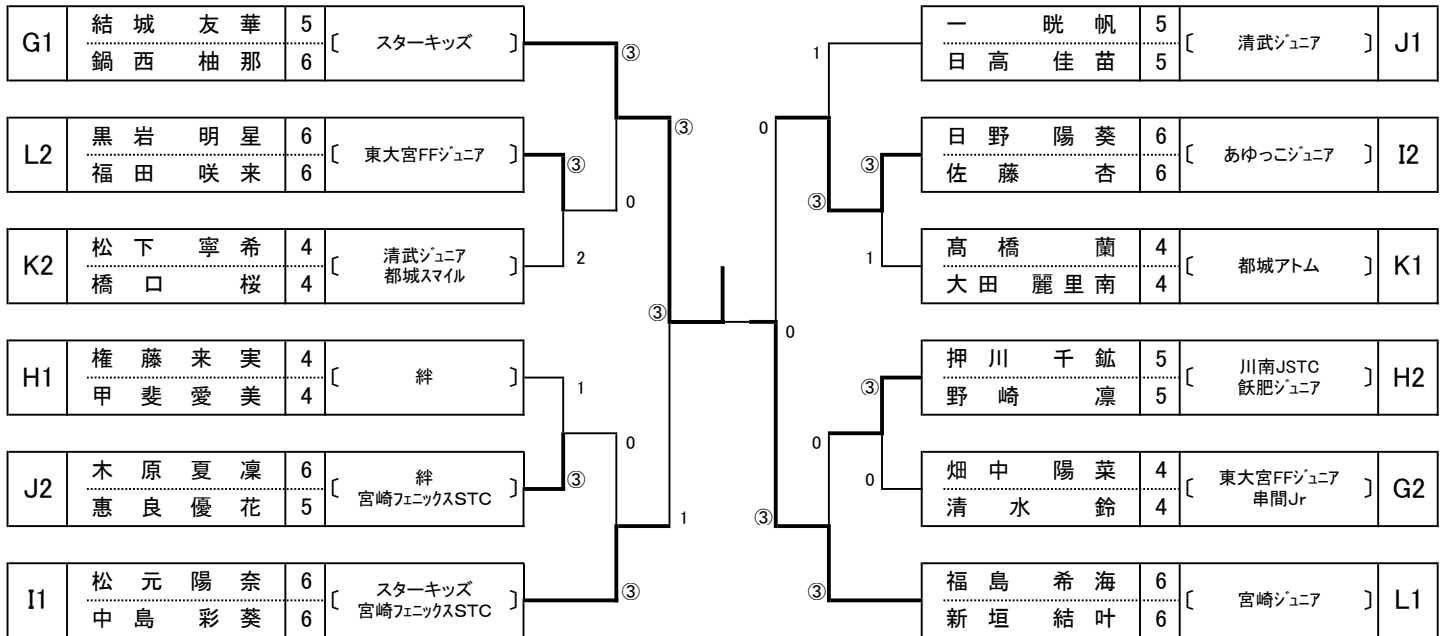 G1 結城 友華 5 〔 スターキッズ 〕
鍋西 柚那 6
③
L2 黒岩 明星 6 〔 東大宮FFジュニア 〕
福田 咲来 6
③
③
0
K2 松下 寧希 4 〔 清武ジュニア 都城スマイル 〕
橋口 桜 4
2
③
H1 権藤来実 4 〔 絆 〕
甲斐愛美 4
1
0
J2 木原夏凜 6 〔 絆 宮崎フェニックスSTC 〕
惠良優花 5
③
1
I1 松元陽奈 6 〔 スターキッズ 宮崎フェニックスSTC 〕
中島 彩葵 6
③
一 晄帆 5 〔 清武ジュニア 〕 J1
日高 佳苗 5
1
0
日野 陽葵 6 〔 あゆっこジュニア 〕 I2
佐藤 杏 6
③
③
髙橋 蘭 4 〔 都城アトム 〕 K1
大田 麗里南 4
1
0
押川 千鉱 5 〔 川南JSTC 飫肥ジュニア 〕 H2
野崎 凛 5
③
0
畑中 陽菜 4 〔 東大宮FFジュニア 串間Jr 〕 G2
清水 鈴 4
0
③
福島 希海 6 〔 宮崎ジュニア 〕 L1
新垣 結叶 6
③